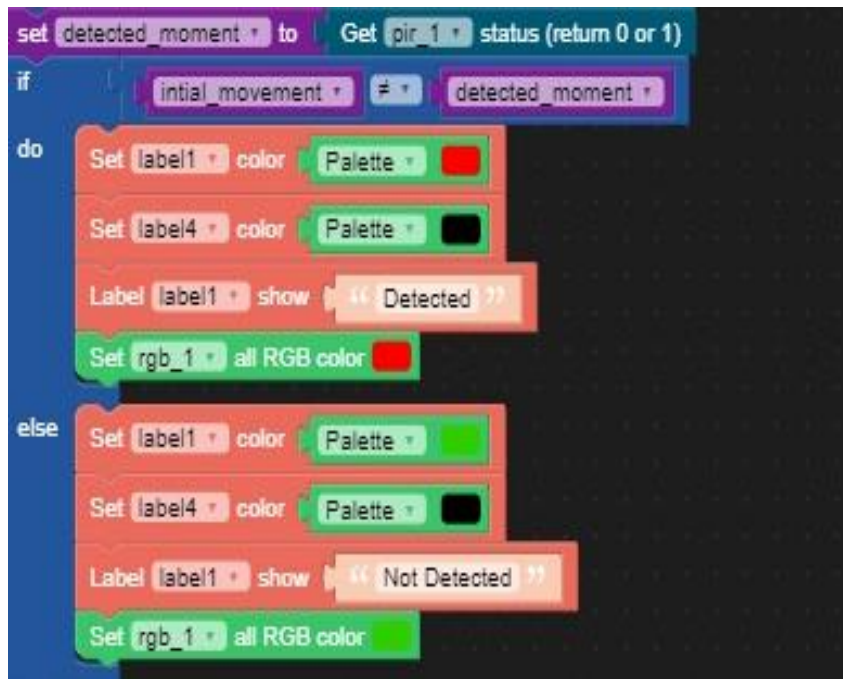 set detected_moment to Get pir_1 status (return 0 or 1)
if intial_movement ≠ detected_moment
do Set label1 color Palette
Set label4 color Palette
Label label1 show “ Detected ”
Set rgb_1 all RGB color
else Set label1 color Palette
Set label4 color Palette
Label label1 show “ Not Detected ”
Set rgb_1 all RGB color